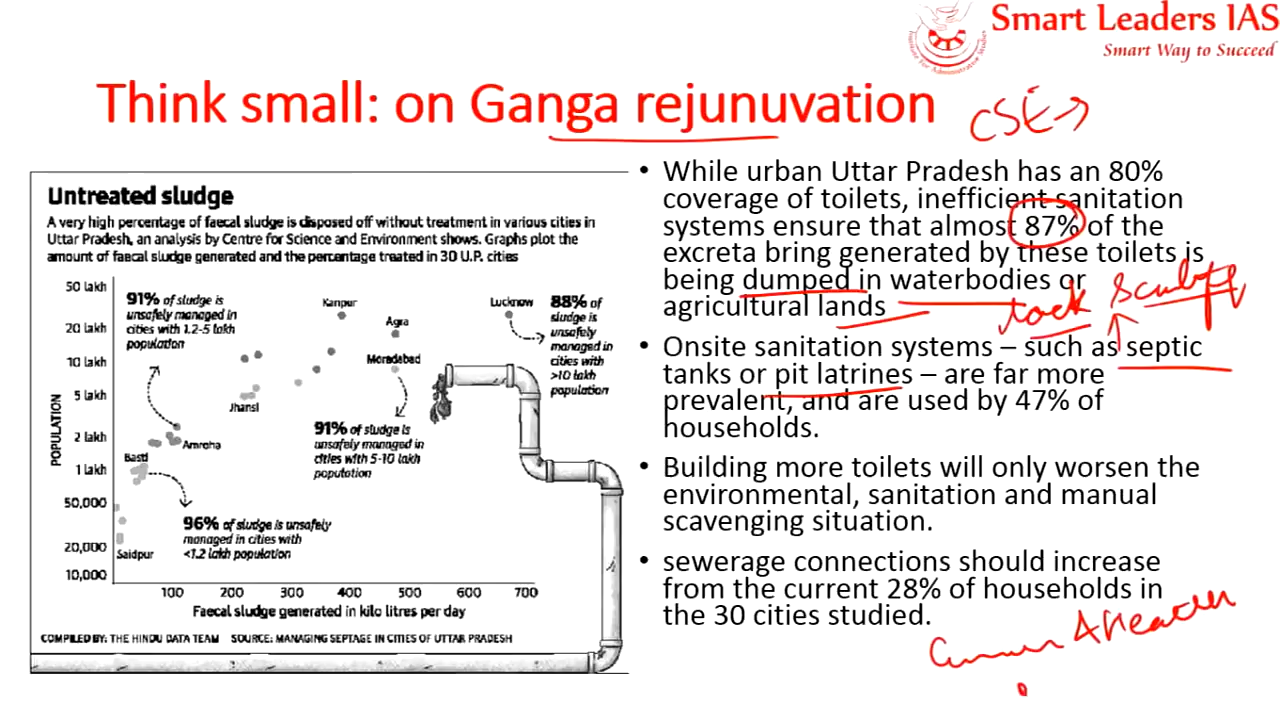 Smart Leaders IAS
Smart Way to Succeed
Institute For Administrative Studies
Think small: on Ganga rejunuvation
CSE→
Untreated sludge
A very high percentage of faecal sludge is disposed off without treatment in various cities in
Uttar Pradesh, an analysis by Centre for Science and Environment shows. Graphs plot the
amount of faecal sludge generated and the percentage treated in 30 U.P. cities
50 lakh
20 lakh
10 lakh
5 lakh
2 lakh
1 lakh
50,000
20,000
10,000
POPULATION
91% of sludge is
unsafely managed in
cities with 1.2-5 lakh
population
Kanpur
Agra
Moradabad
Lucknow
88% of
sludge is
unsafely
managed in
cities with
>10 lakh
population
Jhansi
Amroha
Basti
Saidpur
91% of sludge is
unsafely managed in
cities with 5-10 lakh
population
96% of sludge is unsafely
managed in cities with
<1.2 lakh population
100 200 300 400 500 600 700
Faecal sludge generated in kilo litres per day
COMPILED BY: THE HINDU DATA TEAM SOURCE: MANAGING SEPTAGE IN CITIES OF UTTAR PRADESH
• While urban Uttar Pradesh has an 80%
coverage of toilets, inefficient sanitation
systems ensure that almost 87% of the
excreta bring generated by these toilets is
being dumped in waterbodies or
agricultural lands
• Onsite sanitation systems – such as septic
tanks or pit latrines – are far more
prevalent, and are used by 47% of
households.
• Building more toilets will only worsen the
environmental, sanitation and manual
scavenging situation.
• sewerage connections should increase
from the current 28% of households in
the 30 cities studied.